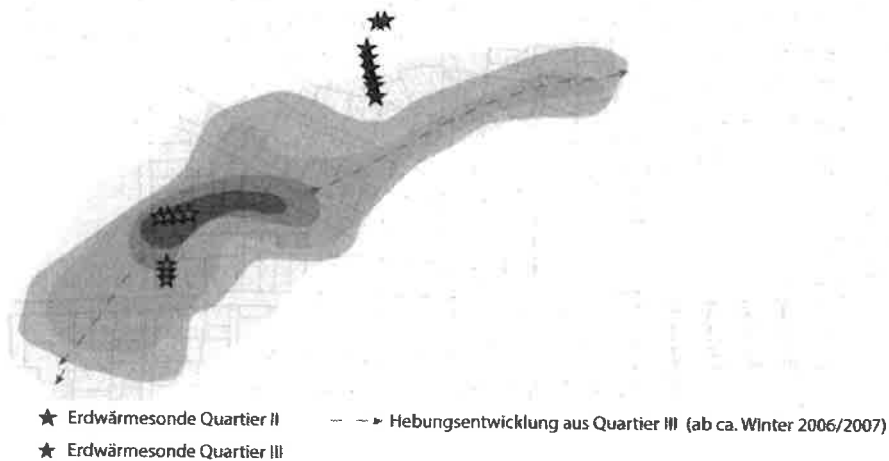 Erdwärmesonde Quartier II
Hebungsentwicklung aus Quartier III (ab ca. Winter 2006/2007)
Erdwärmesonde Quartier III